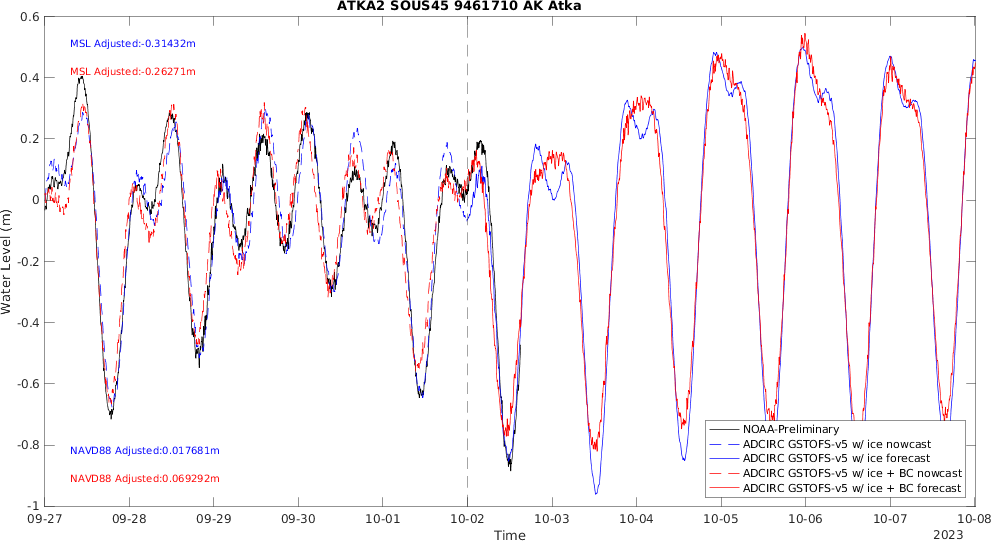 ATKA2 SOUS45 9461710 AK Atka
0.6
0.4
0.2
0
-0.2
-0.4
-0.6
-0.8
-1
Water Level (m)
MSL Adjusted:-0.31432m
MSL Adjusted:-0.26271m
NAVD88 Adjusted:0.017681m
NAVD88 Adjusted:0.069292m
NOAA-Preliminary
ADCIRC GSTOFS-v5 w/ ice nowcast
ADCIRC GSTOFS-v5 w/ ice forecast
ADCIRC GSTOFS-v5 w/ ice + BC nowcast
ADCIRC GSTOFS-v5 w/ ice + BC forecast
09-27 09-28 09-29 09-30 10-01 10-02 10-03 10-04 10-05 10-06 10-07 10-08
Time
2023